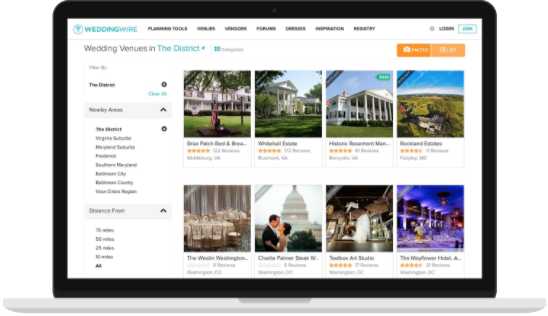 WEDDINGWIRE PLANNING TOOLS VENUES VENDORS FORUMS DRESSES INSPIRATION REGISTRY LOGIN JOIN
Wedding Venues in The District Categories PHOTO LIST
Filter By
The District
Clear All
Nearby Areas
The District
Virginia Suburbs
Maryland Suburbs
Frederick
Southern Maryland
Baltimore City
Baltimore County
View Entire Region
Distance From
75 miles
50 miles
25 miles
10 miles
All
Briar Patch Bed & Brea...
122 Reviews
Middleburg, VA
Whitehall Estate
172 Reviews
Bluemont, VA
Historic Rosemont Man...
Reviews
Berryville, VA
Rockland Estates
Reviews
MD
The Westin Washington...
0 Reviews
Washington, DC
Charlie Palmer Steak W...
0 Reviews
Washington, DC
Toolbox Art Studio
17 Reviews
Washington, DC
The Mayflower Hotel, A...
Reviews
Washington, DC